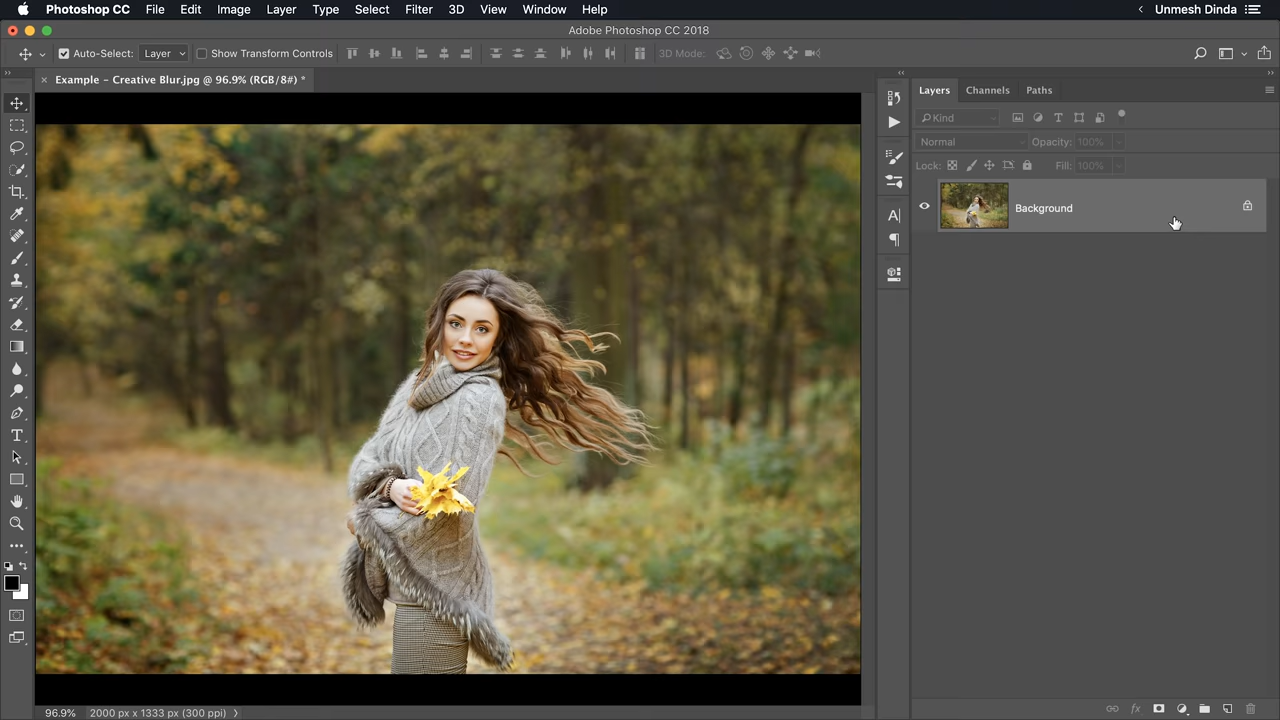 Photoshop CC File Edit Image Layer Type Select Filter 3D View Window Help Unmesh Dinda
Adobe Photoshop CC 2018
Auto-Select: Layer Show Transform Controls 3D Mode:
Example - Creative Blur.jpg @ 96.9% (RGB/8#) *
Layers Channels Paths
Kind
Normal Opacity: 100%
Lock: Fill: 100%
Background
96.9% 2000 px x 1333 px (300 ppi)